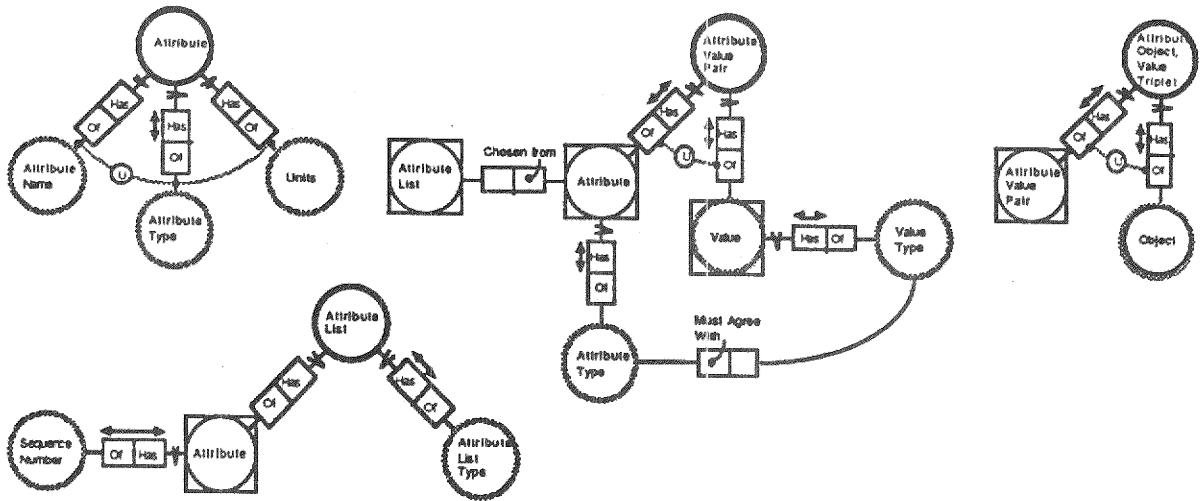 Attribute
Has
Of
Has
Of
Has
Of
Attribute
Name
U
Attribute
Type
Units
Attribute
Value
Pair
Has
Of
Has
Of
U
Attribute
List
Chosen from
Attribute
Value
Has
Of
Value
Type
Has
Of
Attribute
Type
Must Agree
With
Attribute
Object,
Value
Triplet
Has
Of
Has
Of
U
Attribute
Value
Pair
Object
Attribute
List
Has
Of
Has
Of
Sequence
Number
Of
Has
Attribute
Attribute
List
Type